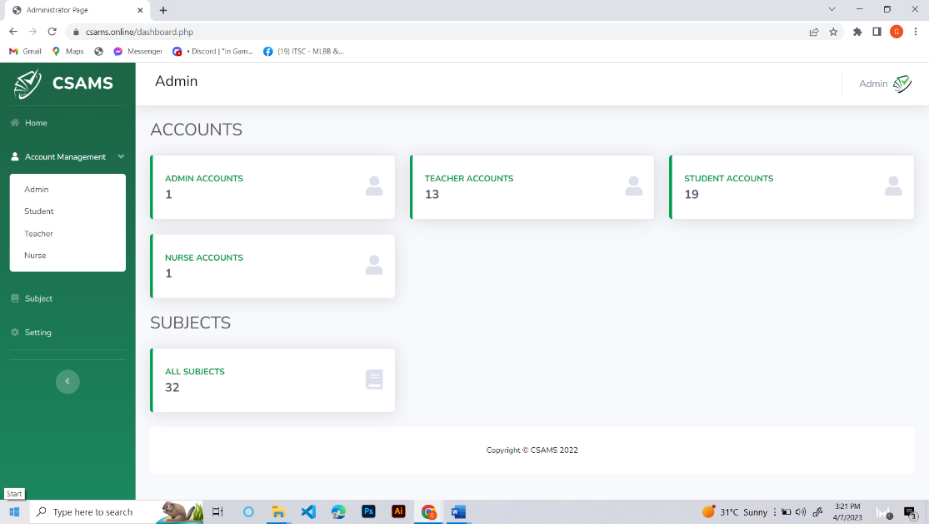 Administrator Page
csams.online/dashboard.php
G
Gmail
Maps
Messenger
• Discord | "In Gam...
(19) ITSC - MLBB &...
CSAMS
Admin
Admin
Home
Account Management
Admin
Student
Teacher
Nurse
Subject
Setting
ACCOUNTS
ADMIN ACCOUNTS
1
TEACHER ACCOUNTS
13
STUDENT ACCOUNTS
19
NURSE ACCOUNTS
1
SUBJECTS
ALL SUBJECTS
32
Copyright © CSAMS 2022
Start
Type here to search
Ps
Ai
31°C Sunny
3:21 PM
4/7/2023
3